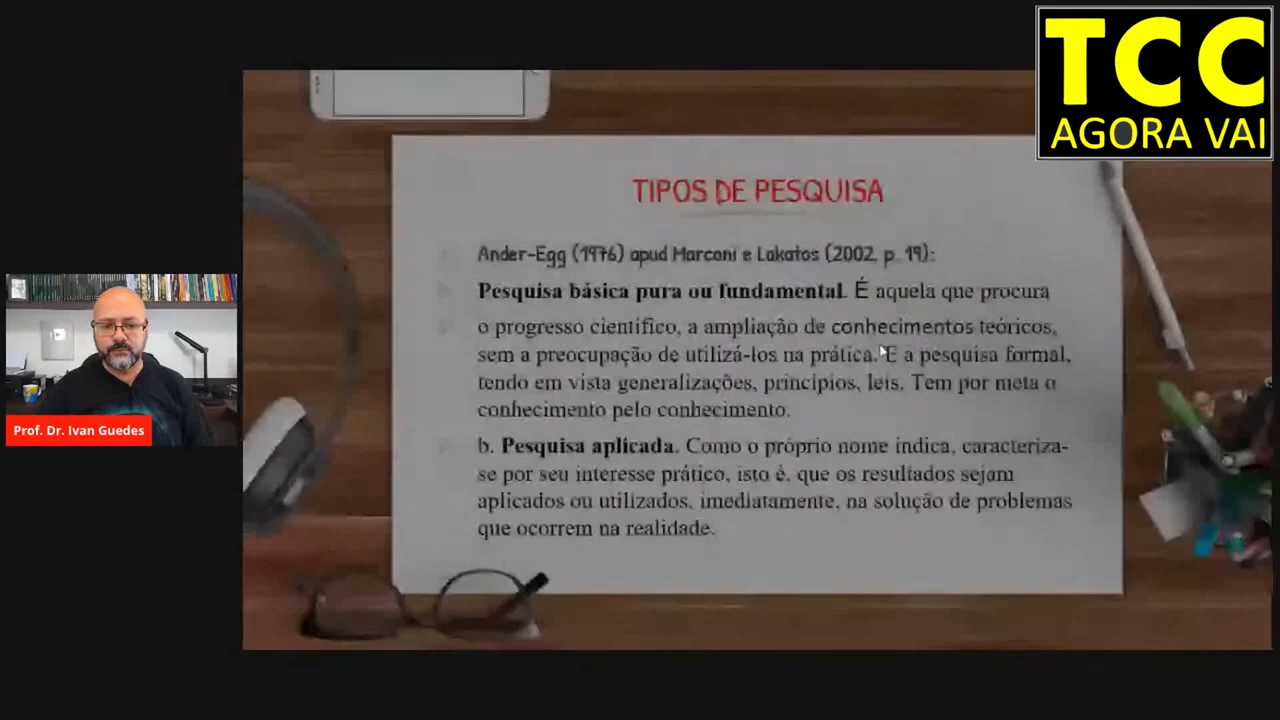 TCC
AGORA VAI
TIPOS DE PESQUISA
Ander-Egg (1976) apud Marconi e Lakatos (2002, p. 19):
Pesquisa básica pura ou fundamental. É aquela que procura
o progresso científico, a ampliação de conhecimentos teóricos,
sem a preocupação de utilizá-los na prática. E a pesquisa formal,
tendo em vista generalizações, princípios, leis. Tem por meta o
conhecimento pelo conhecimento.
b. Pesquisa aplicada. Como o próprio nome indica, caracteriza-
se por seu interesse prático, isto é, que os resultados sejam
aplicados ou utilizados, imediatamente, na solução de problemas
que ocorrem na realidade.
Prof. Dr. Ivan Guedes